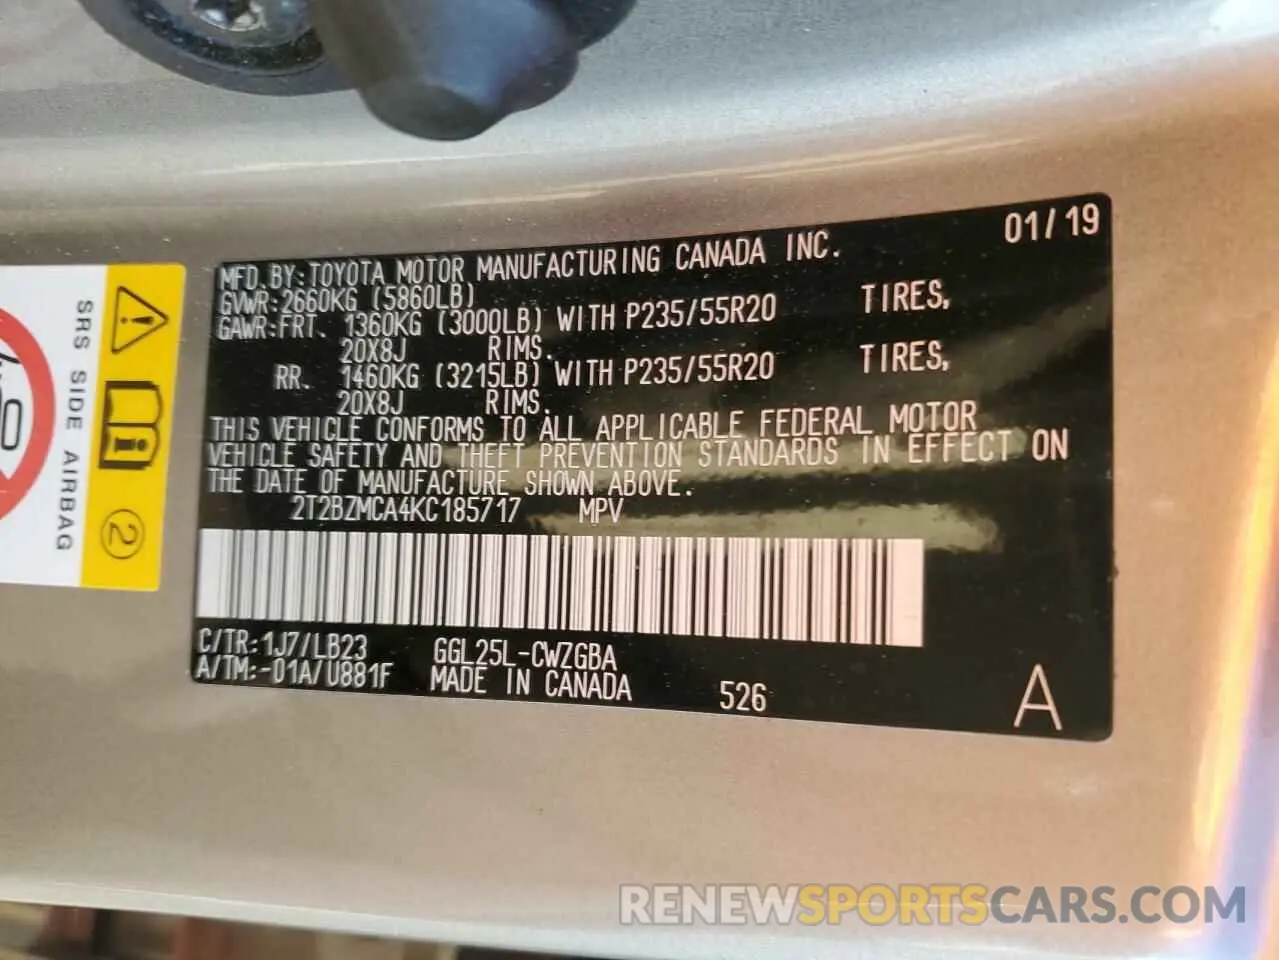 01/19
MFD.BY:TOYOTA MOTOR MANUFACTURING CANADA INC.
GVWR:2660KG (5860LB)
GAWR:FRT. 1360KG (3000LB) WITH P235/55R20 TIRES,
20X8J RIMS.
RR. 1460KG (3215LB) WITH P235/55R20 TIRES,
20X8J RIMS.
THIS VEHICLE CONFORMS TO ALL APPLICABLE FEDERAL MOTOR
VEHICLE SAFETY AND THEFT PREVENTION STANDARDS IN EFFECT ON
THE DATE OF MANUFACTURE SHOWN ABOVE.
2T2BZMCA4KC185717 MPV
C/TR:1J7/LB23 GGL25L-CWZGBA
A/TM:-01A/U881F MADE IN CANADA 526
A
SRS SIDE AIRBAG
2
RENEWSPORTSCARS.COM